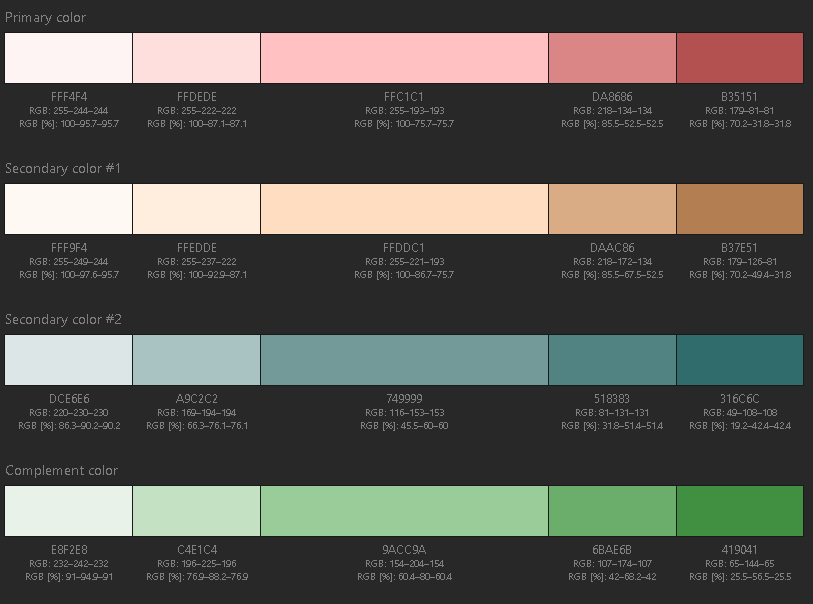 Primary color
FFF4F4 FFDEDE FFC1C1 DA8686 B35151
RGB: 255–244–244 RGB: 255–222–222 RGB: 255–193–193 RGB: 218–134–134 RGB: 179–81–81
RGB [%]: 100–95.7–95.7 RGB [%]: 100–87.1–87.1 RGB [%]: 100–75.7–75.7 RGB [%]: 85.5–52.5–52.5 RGB [%]: 70.2–31.8–31.8
Secondary color #1
FFF9F4 FFEDDE FFDDC1 DAAC86 B37E51
RGB: 255–249–244 RGB: 255–237–222 RGB: 255–221–193 RGB: 218–172–134 RGB: 179–126–81
RGB [%]: 100–97.6–95.7 RGB [%]: 100–92.9–87.1 RGB [%]: 100–86.7–75.7 RGB [%]: 85.5–67.5–52.5 RGB [%]: 70.2–49.4–31.8
Secondary color #2
DCE6E6 A9C2C2 749999 518383 316C6C
RGB: 220–230–230 RGB: 169–194–194 RGB: 116–153–153 RGB: 81–131–131 RGB: 49–108–108
RGB [%]: 86.3–90.2–90.2 RGB [%]: 66.3–76.1–76.1 RGB [%]: 45.5–60–60 RGB [%]: 31.8–51.4–51.4 RGB [%]: 19.2–42.4–42.4
Complement color
E8F2E8 C4E1C4 9ACC9A 6BAE6B 419041
RGB: 232–242–232 RGB: 196–225–196 RGB: 154–204–154 RGB: 107–174–107 RGB: 65–144–65
RGB [%]: 91–94.9–91 RGB [%]: 76.9–88.2–76.9 RGB [%]: 60.4–80–60.4 RGB [%]: 42–68.2–42 RGB [%]: 25.5–56.5–25.5